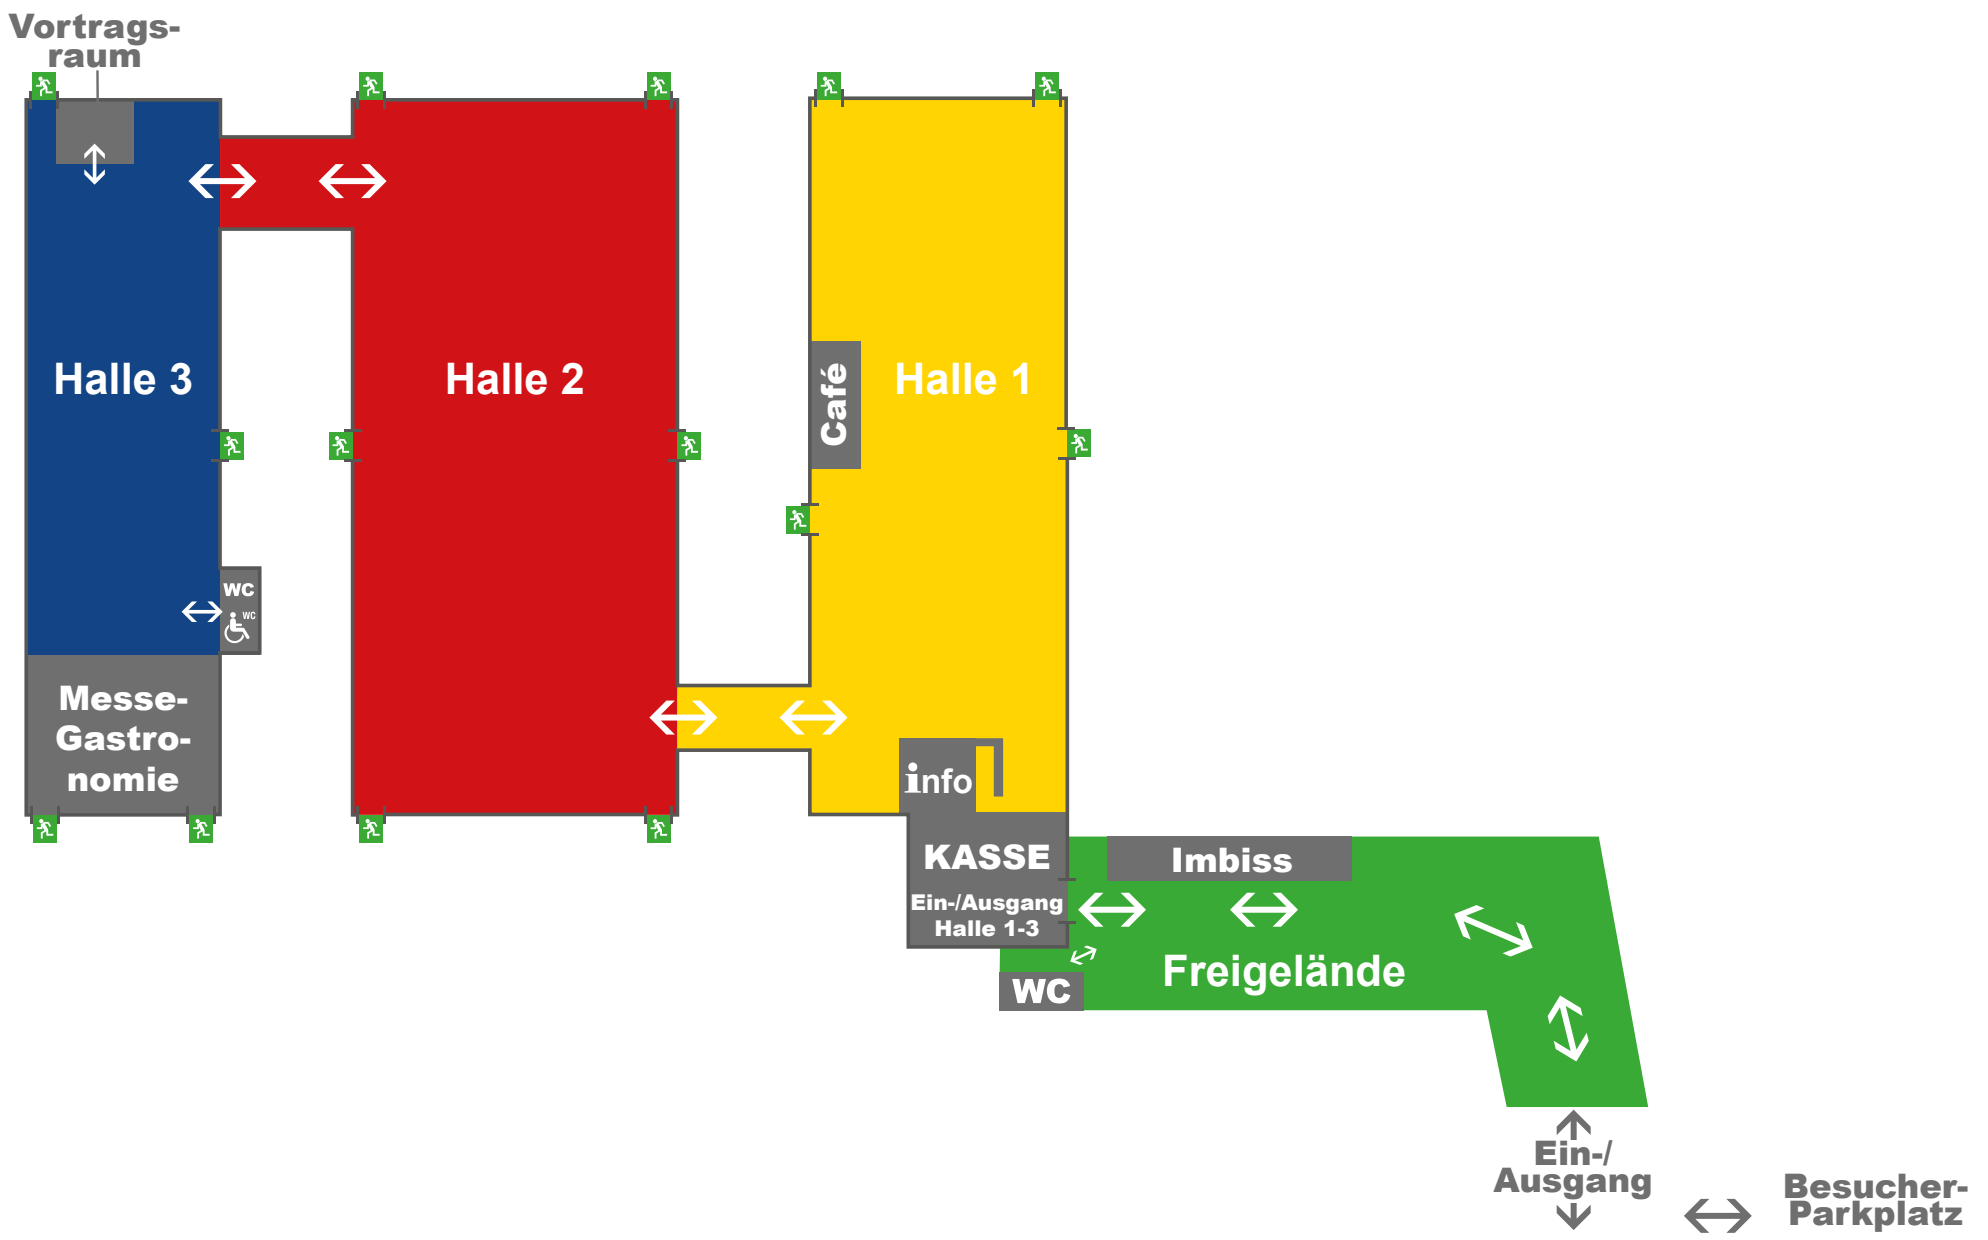 Vortrags-
raum
Halle 3
Halle 2
Halle 1
Café
WC
WC
Messe-
Gastro-
nomie
info
KASSE
Ein-/Ausgang
Halle 1-3
Imbiss
Freigelände
WC
Ein-/
Ausgang
Besucher-
Parkplatz